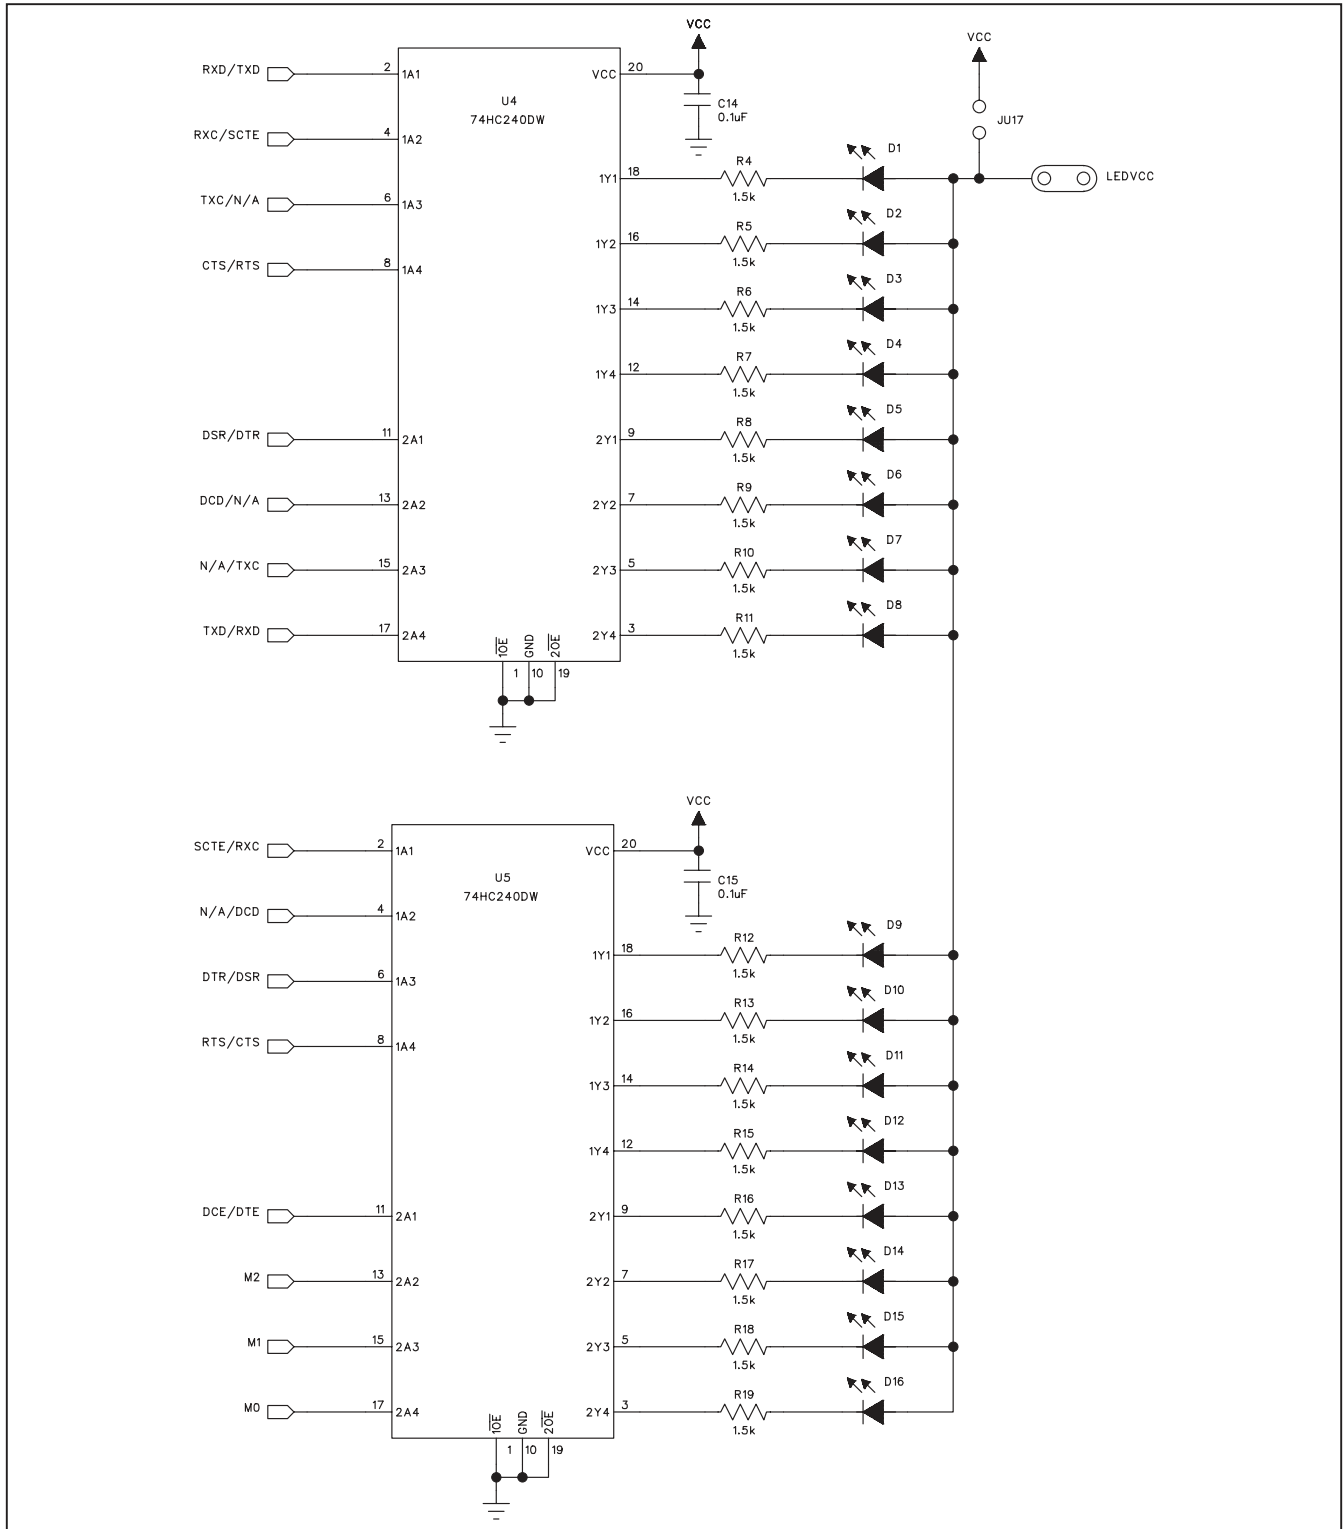 VCC
VCC
RXD/TXD 2 1A1 VCC 20
U4
74HC240DW
C14
0.1uF
JU17
RXC/SCTE 4 1A2
R4 D1
1Y1 18 LEDVCC
1.5k
TXC/N/A 6 1A3
R5 D2
1Y2 16
1.5k
CTS/RTS 8 1A4
R6 D3
1Y3 14
1.5k
R7 D4
1Y4 12
1.5k
R8 D5
DSR/DTR 11 2A1 2Y1 9
1.5k
R9 D6
DCD/N/A 13 2A2 2Y2 7
1.5k
R10 D7
N/A/TXC 15 2A3 2Y3 5
1.5k
R11 D8
TXD/RXD 17 2A4 2Y4 3
1.5k
1OE GND 2OE
1 10 19
VCC
SCTE/RXC 2 1A1 VCC 20
U5
74HC240DW
C15
0.1uF
N/A/DCD 4 1A2
R12 D9
1Y1 18
1.5k
DTR/DSR 6 1A3
R13 D10
1Y2 16
1.5k
RTS/CTS 8 1A4
R14 D11
1Y3 14
1.5k
R15 D12
1Y4 12
1.5k
R16 D13
DCE/DTE 11 2A1 2Y1 9
1.5k
R17 D14
M2 13 2A2 2Y2 7
1.5k
R18 D15
M1 15 2A3 2Y3 5
1.5k
R19 D16
M0 17 2A4 2Y4 3
1.5k
1OE GND 2OE
1 10 19